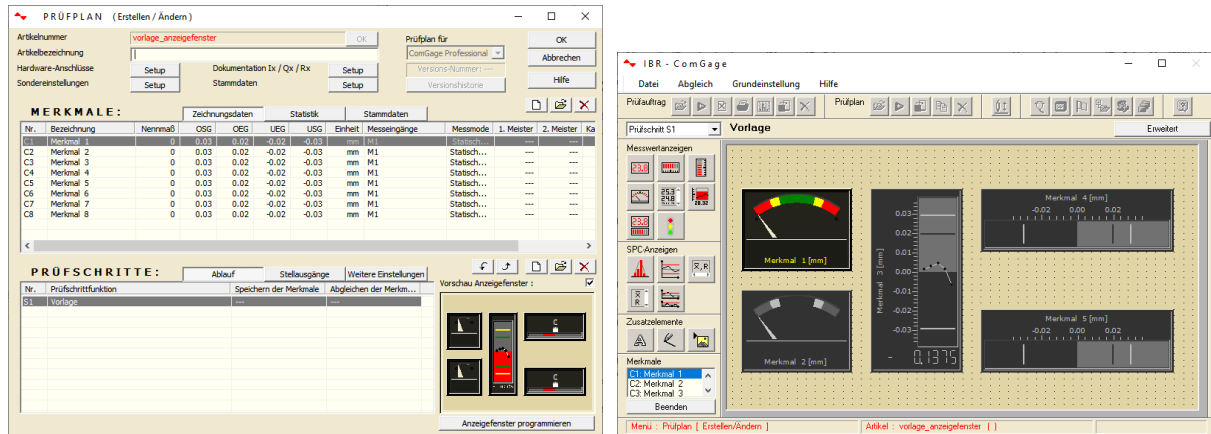 PRÜFPLAN (Erstellen / Ändern)
Artikelnummer vorlage_anzeigefenster OK Prüfplan für OK
Artikelbezeichnung ComGage Professional Abbrechen
Hardware-Anschlüsse Setup Dokumentation Ix / Qx / Rx Setup Versions-Nummer: ---
Sondereinstellungen Setup Stammdaten Setup Versionshistorie Hilfe
MERKMALE: Zeichnungsdaten Statistik Stammdaten
Nr. Bezeichnung Nennmaß OSG OEG UEG USG Einheit Messeingänge Messmode 1. Meister 2. Meister Ka
C1 Merkmal 1 0 0.03 0.02 -0.02 -0.03 mm M1 Statisch... --- ---
C2 Merkmal 2 0 0.03 0.02 -0.02 -0.03 mm M1 Statisch... --- ---
C3 Merkmal 3 0 0.03 0.02 -0.02 -0.03 mm M1 Statisch... --- ---
C4 Merkmal 4 0 0.03 0.02 -0.02 -0.03 mm M1 Statisch... --- ---
C5 Merkmal 5 0 0.03 0.02 -0.02 -0.03 mm M1 Statisch... --- ---
C6 Merkmal 6 0 0.03 0.02 -0.02 -0.03 mm M1 Statisch... --- ---
C7 Merkmal 7 0 0.03 0.02 -0.02 -0.03 mm M1 Statisch... --- ---
C8 Merkmal 8 0 0.03 0.02 -0.02 -0.03 mm M1 Statisch... --- ---
PRÜFSCHRITTE: Ablauf Stellausgänge Weitere Einstellungen
Vorschau Anzeigefenster :
Nr. Prüfschrittfunktion Speichern der Merkmale Abgleichen der Merkm...
S1 Vorlage --- ---
C
C
Anzeigefenster programmieren
IBR - ComGage
Datei Abgleich Grundeinstellung Hilfe
Prüfauftrag Prüfplan
Prüfschritt S1 Vorlage Erweitert
Messwertanzeigen
23.8
25.3
24.8
20.32
23.8
SPC-Anzeigen
X,R
X
R
Zusatzelemente
A
Merkmale
C1: Merkmal 1
C2: Merkmal 2
C3: Merkmal 3
Beenden
Merkmal 1 [mm]
Merkmal 2 [mm]
Merkmal 3 [mm]
0.03
0.02
0.01
0.00
-0.01
-0.02
-0.03
- 0.1375
Merkmal 4 [mm]
-0.02 0.00 0.02
Merkmal 5 [mm]
-0.02 0.00 0.02
Menü : Prüfplan [ Erstellen/Ändern ] Artikel : vorlage_anzeigefenster ( )